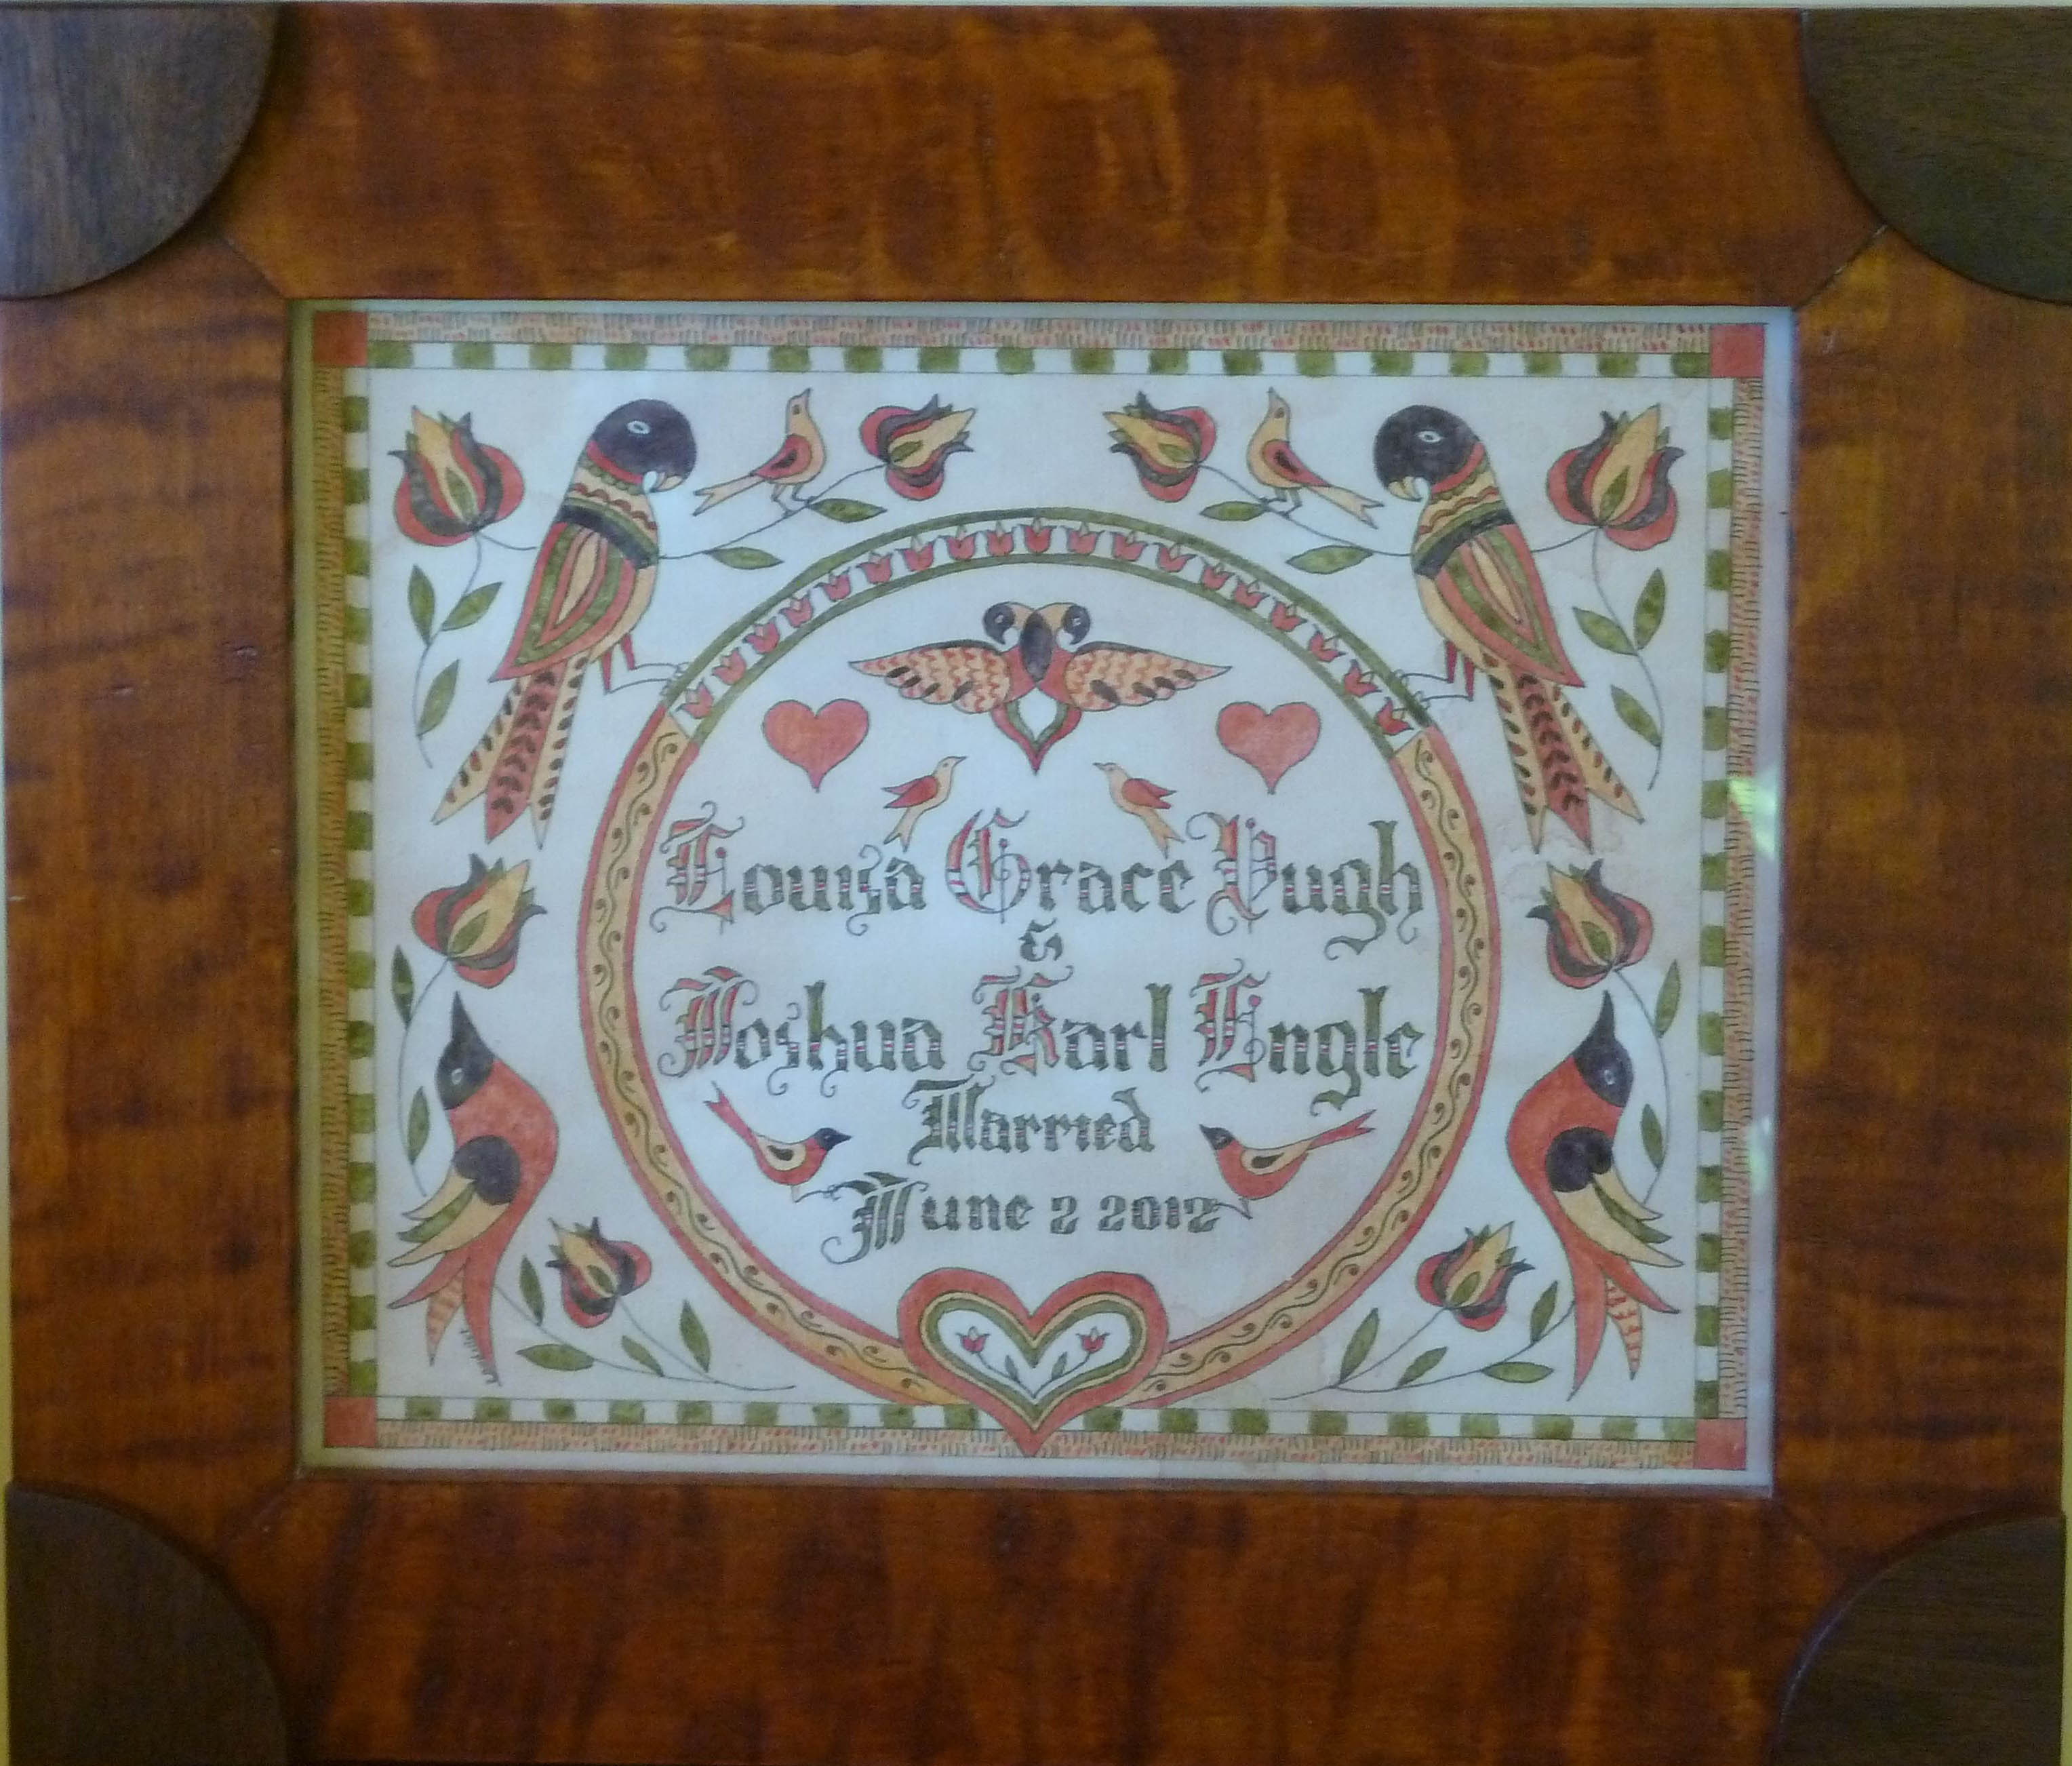 Louisa Grace Pugh
&
Joshua Karl Engle
Married
June 2 2012